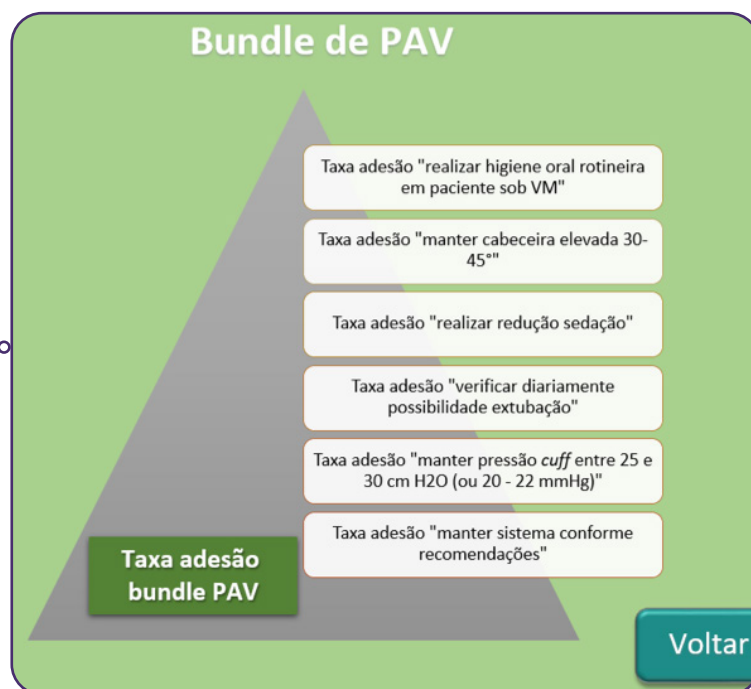 Bundle de PAV
Taxa adesão "realizar higiene oral rotineira
em paciente sob VM"
Taxa adesão "manter cabeceira elevada 30-
45°"
Taxa adesão "realizar redução sedação"
Taxa adesão "verificar diariamente
possibilidade extubação"
Taxa adesão "manter pressão cuff entre 25 e
30 cm H2O (ou 20 - 22 mmHg)"
Taxa adesão "manter sistema conforme
recomendações"
Taxa adesão
bundle PAV
Voltar